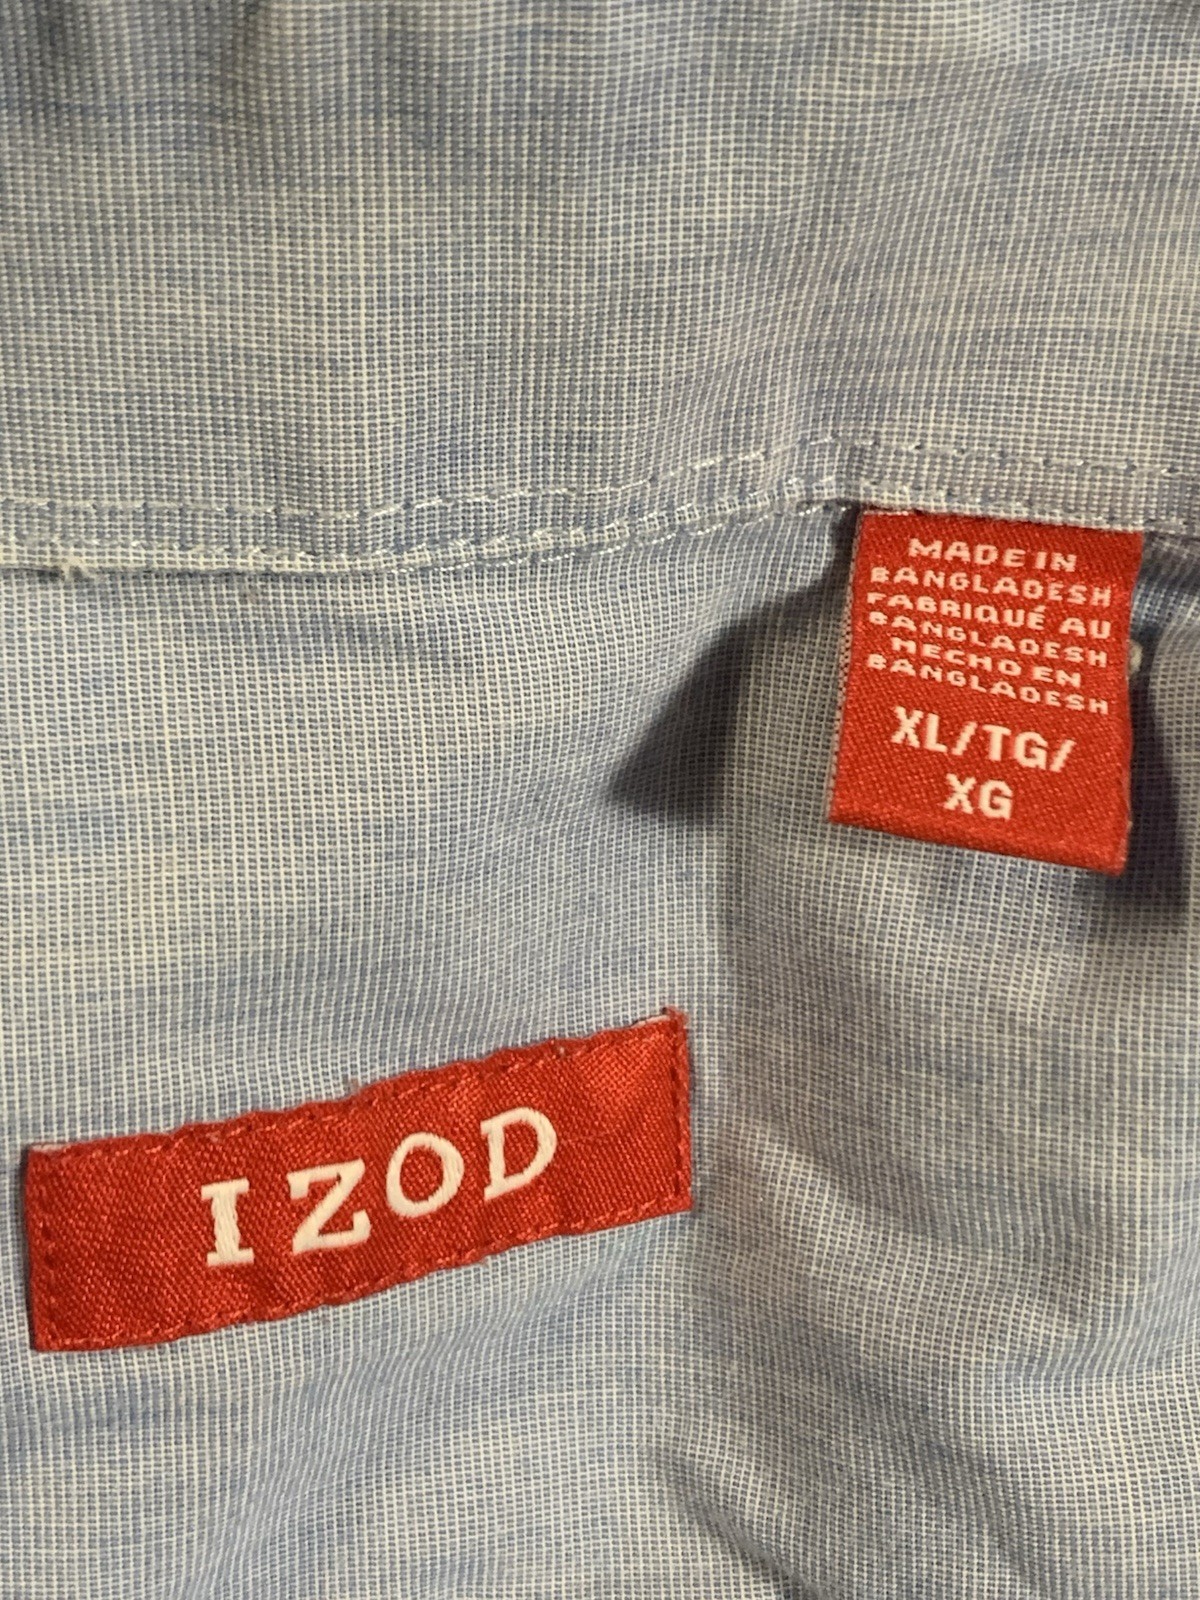 MADE IN
BANGLADESH
FABRIQUÉ AU
BANGLADESH
HECHO EN
BANGLADESH
XL/TG/
XG
IZOD